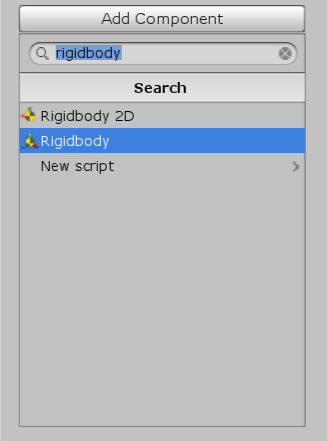 Add Component
rigidbody
Search
Rigidbody 2D
Rigidbody
New script